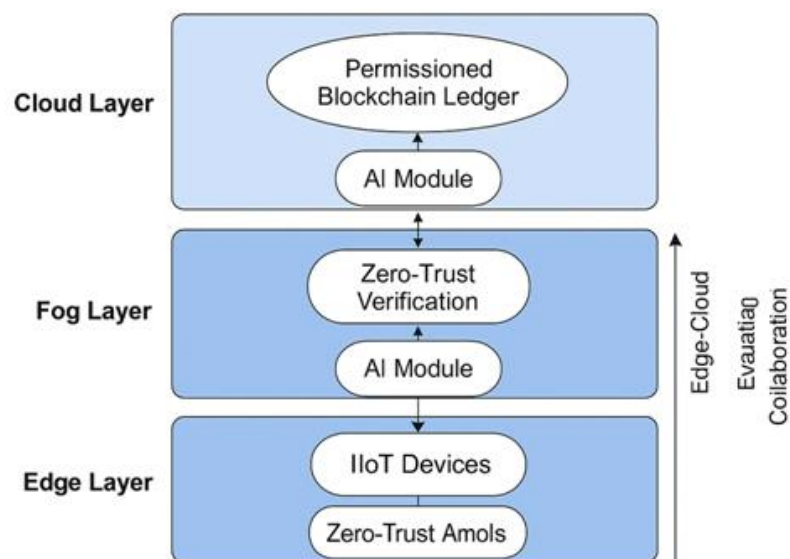 Cloud Layer
Permissioned
Blockchain Ledger
AI Module
Fog Layer
Zero-Trust
Verification
AI Module
Edge Layer
IIoT Devices
Zero-Trust Amols
Edge-Cloud
Coilaboration